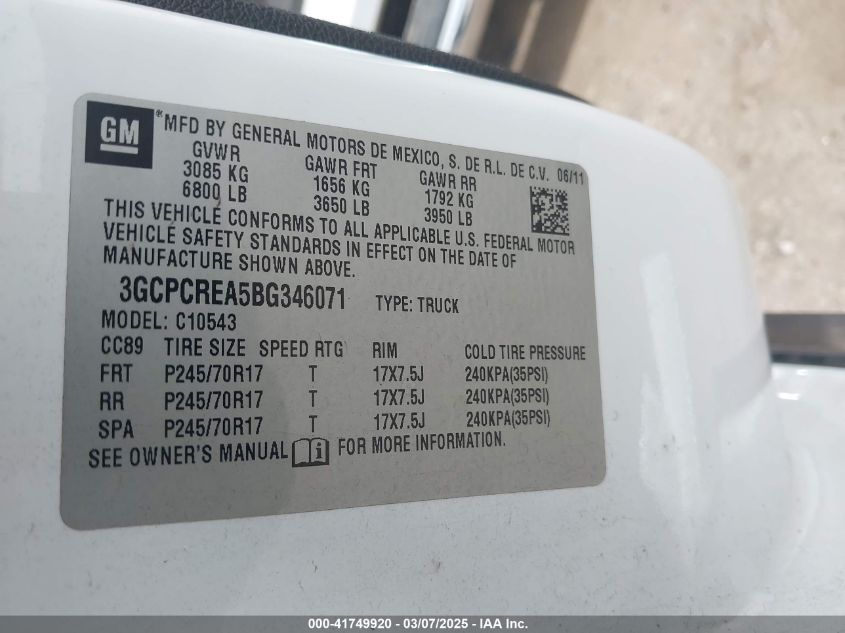 GM
®MFD BY GENERAL MOTORS DE MEXICO, S. DE R.L. DE C.V. 06/11
GVWR GAWR FRT GAWR RR
3085 KG 1656 KG 1792 KG
6800 LB 3650 LB 3950 LB
THIS VEHICLE CONFORMS TO ALL APPLICABLE U.S. FEDERAL MOTOR
VEHICLE SAFETY STANDARDS IN EFFECT ON THE DATE OF
MANUFACTURE SHOWN ABOVE.
3GCPCREA5BG346071 TYPE: TRUCK
MODEL: C10543
CC89 TIRE SIZE SPEED RTG RIM COLD TIRE PRESSURE
FRT P245/70R17 T 17X7.5J 240KPA(35PSI)
RR P245/70R17 T 17X7.5J 240KPA(35PSI)
SPA P245/70R17 T 17X7.5J 240KPA(35PSI)
SEE OWNER'S MANUAL i FOR MORE INFORMATION.
000-41749920 - 03/07/2025 - IAA Inc.